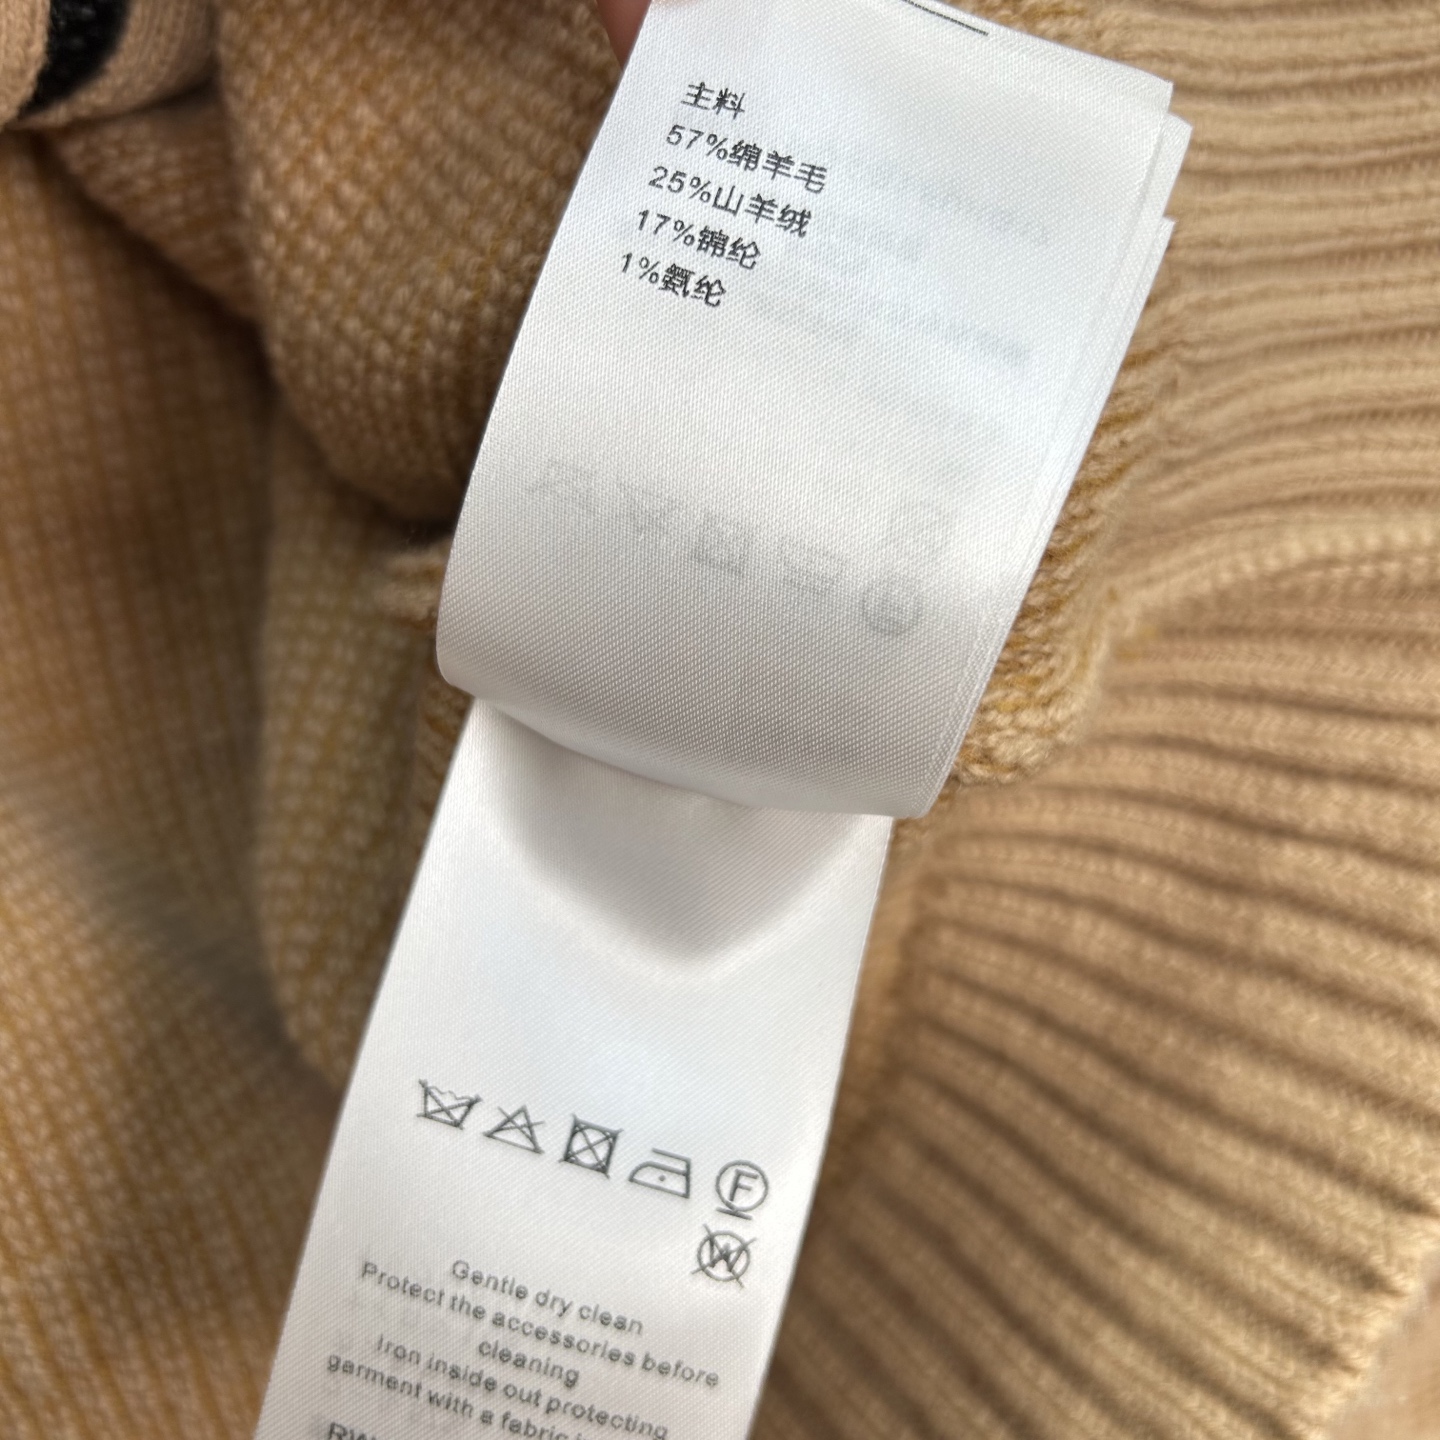 主料
57%绵羊毛
25%山羊绒
17%锦纶
1%氨纶
F
W
Gentle dry clean
Protect the accessories before
cleaning
Iron inside out protecting
garment with a fabric